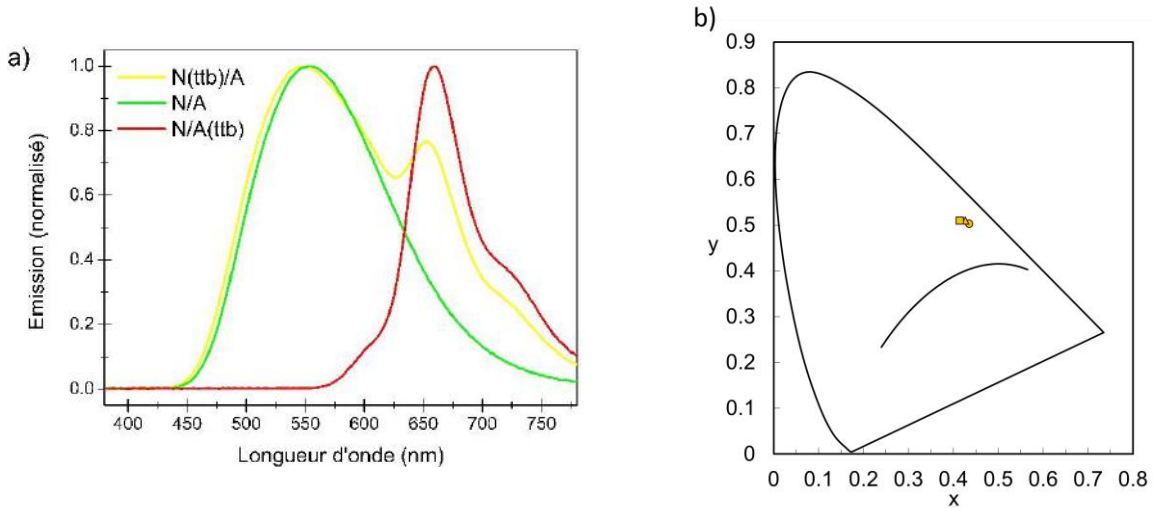 a)
Emission (normalisé)
1.0
0.8
0.6
0.4
0.2
0.0
N(ttb)/A
N/A
N/A(ttb)
400 450 500 550 600 650 700 750
Longueur d'onde (nm)
b)
y
0.9
0.8
0.7
0.6
0.5
0.4
0.3
0.2
0.1
0
0 0.1 0.2 0.3 0.4 0.5 0.6 0.7 0.8
x